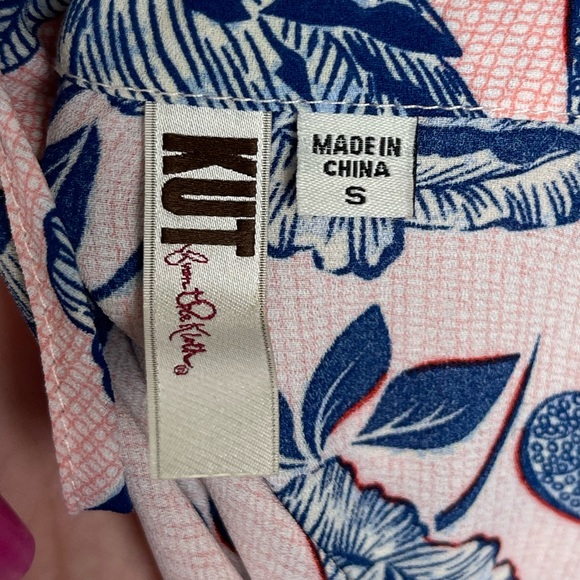 KUT
from the Kloth®
MADE IN
CHINA
S